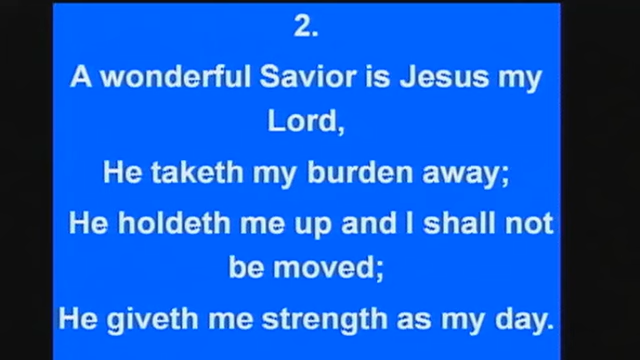 2.
A wonderful Savior is Jesus my
Lord,
He taketh my burden away;
He holdeth me up and I shall not
be moved;
He giveth me strength as my day.